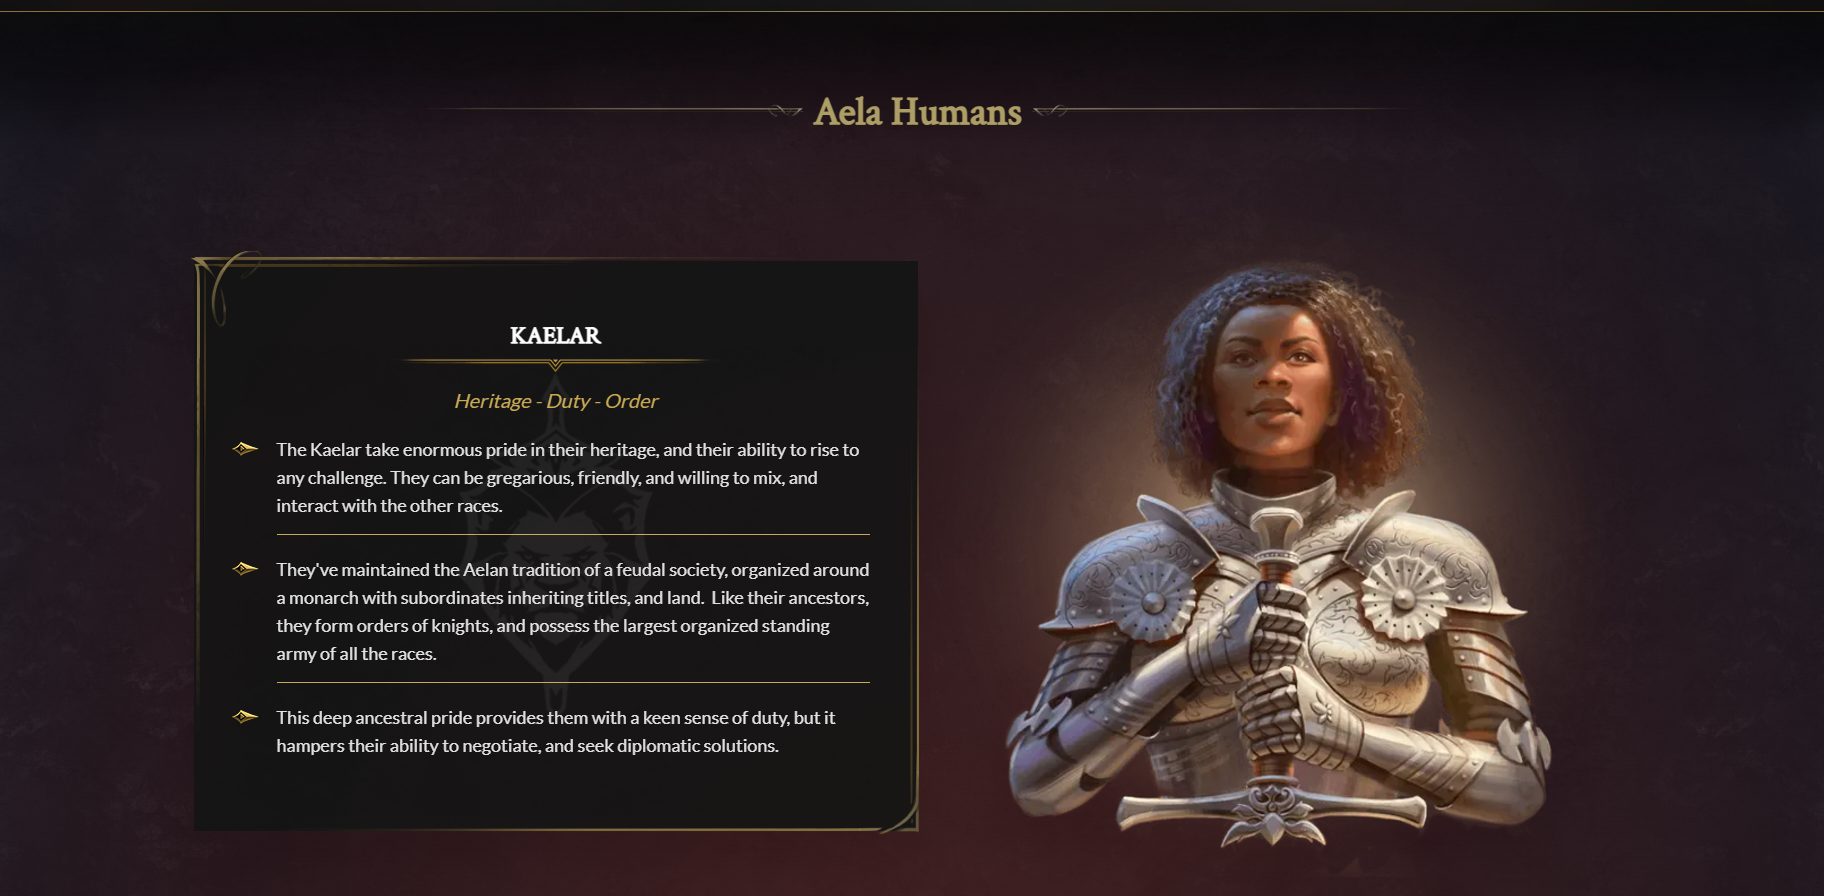 Aela Humans
KAELAR
Heritage - Duty - Order
The Kaelar take enormous pride in their heritage, and their ability to rise to
any challenge. They can be gregarious, friendly, and willing to mix, and
interact with the other races.
They've maintained the Aelan tradition of a feudal society, organized around
a monarch with subordinates inheriting titles, and land.  Like their ancestors,
they form orders of knights, and possess the largest organized standing
army of all the races.
This deep ancestral pride provides them with a keen sense of duty, but it
hampers their ability to negotiate, and seek diplomatic solutions.